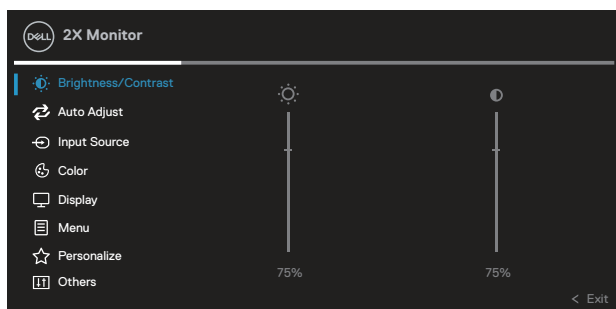 DELL 2X Monitor
Brightness/Contrast
Auto Adjust
Input Source
Color
Display
Menu
Personalize
Others
75% 75%
< Exit